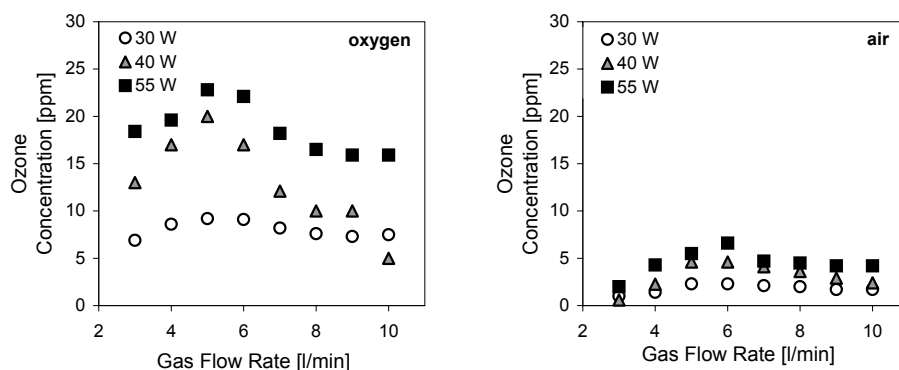 30
25
20
15
10
5
0
Ozone
Concentration [ppm]
30 W
40 W
55 W
oxygen
2 4 6 8 10
Gas Flow Rate [l/min]
30
25
20
15
10
5
0
Ozone
Concentration [ppm]
30 W
40 W
55 W
air
2 4 6 8 10
Gas Flow Rate [l/min]